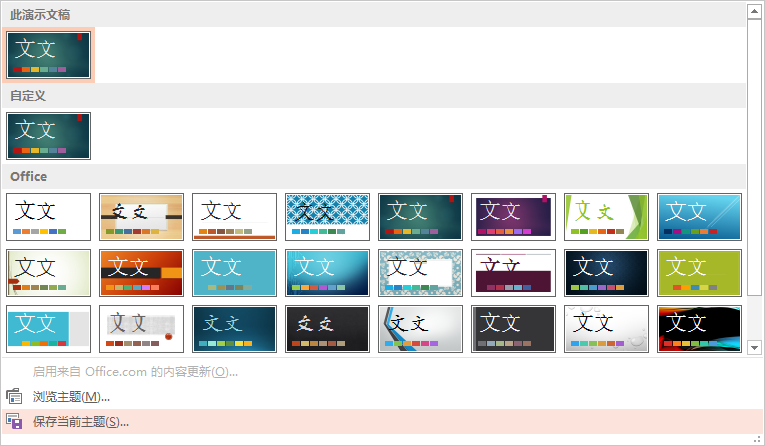 此演示文稿
文文
自定义
文文
Office
文文 文文 文文 文文 文文 文文 文文 文文
文文 文文 文文 文文 文文 文文 文文 文文
文文 文文 文文 文文 文文 文文 文文 文文
启用来自 Office.com 的内容更新(O)...
浏览主题(M)...
保存当前主题(S)...